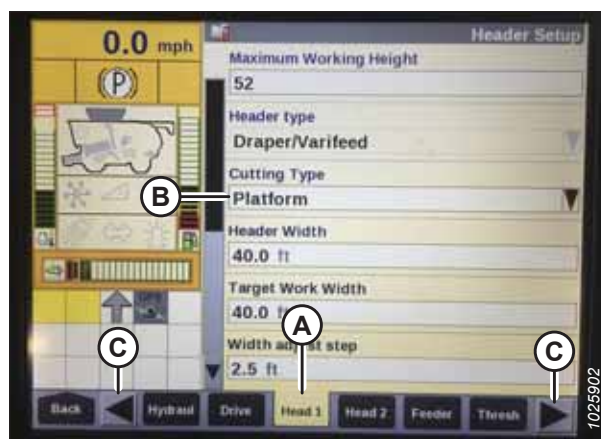 0.0 mph
Header Setup
(P)
Maximum Working Height
52
Header type
Draper/Varifeed
Cutting Type
B
Platform
Header Width
40.0 ft
Target Work Width
40.0 ft
A
Width adjust step
C
C
2.5 ft
Back
Hydraul
Drive
Head 1
Head 2
Feeder
Thresh
1025902